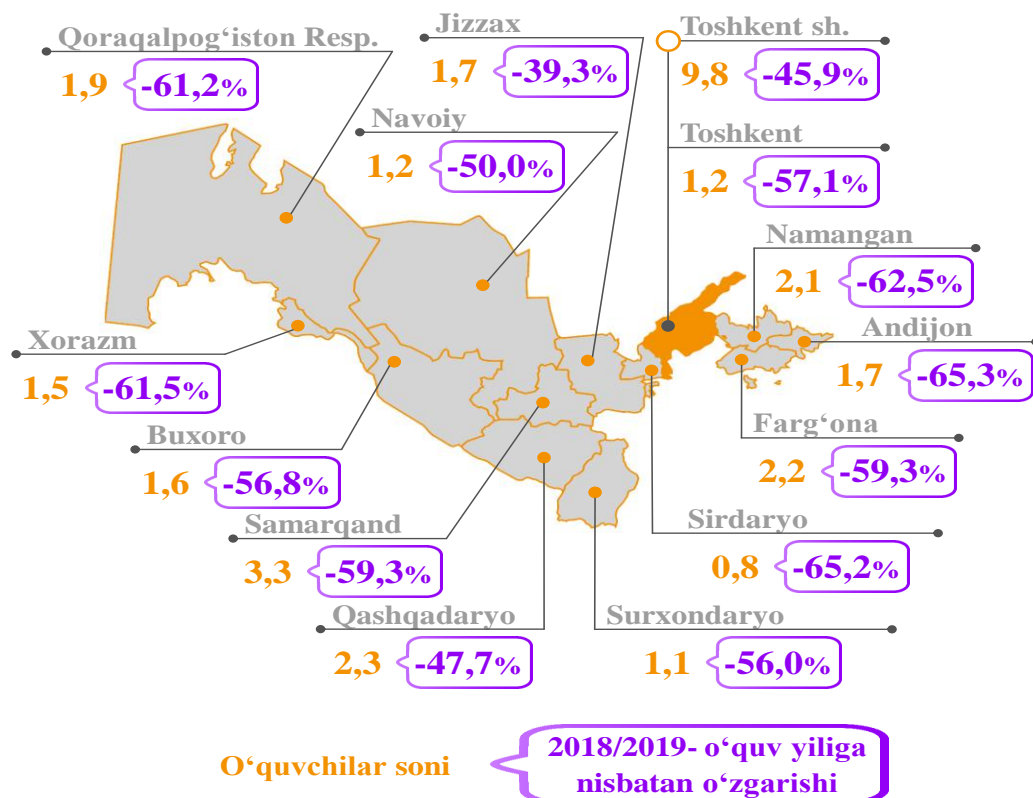 Qoraqalpog‘iston Resp.
1,9 -61,2%
Jizzax
1,7 -39,3%
Toshkent sh.
9,8 -45,9%
Navoiy
1,2 -50,0%
Toshkent
1,2 -57,1%
Namangan
2,1 -62,5%
Xorazm
1,5 -61,5%
Andijon
1,7 -65,3%
Buxoro
1,6 -56,8%
Farg‘ona
2,2 -59,3%
Samarqand
3,3 -59,3%
Sirdaryo
0,8 -65,2%
Qashqadaryo
2,3 -47,7%
Surxondaryo
1,1 -56,0%
O‘quvchilar soni
2018/2019- o‘quv yiliga
nisbatan o‘zgarishi